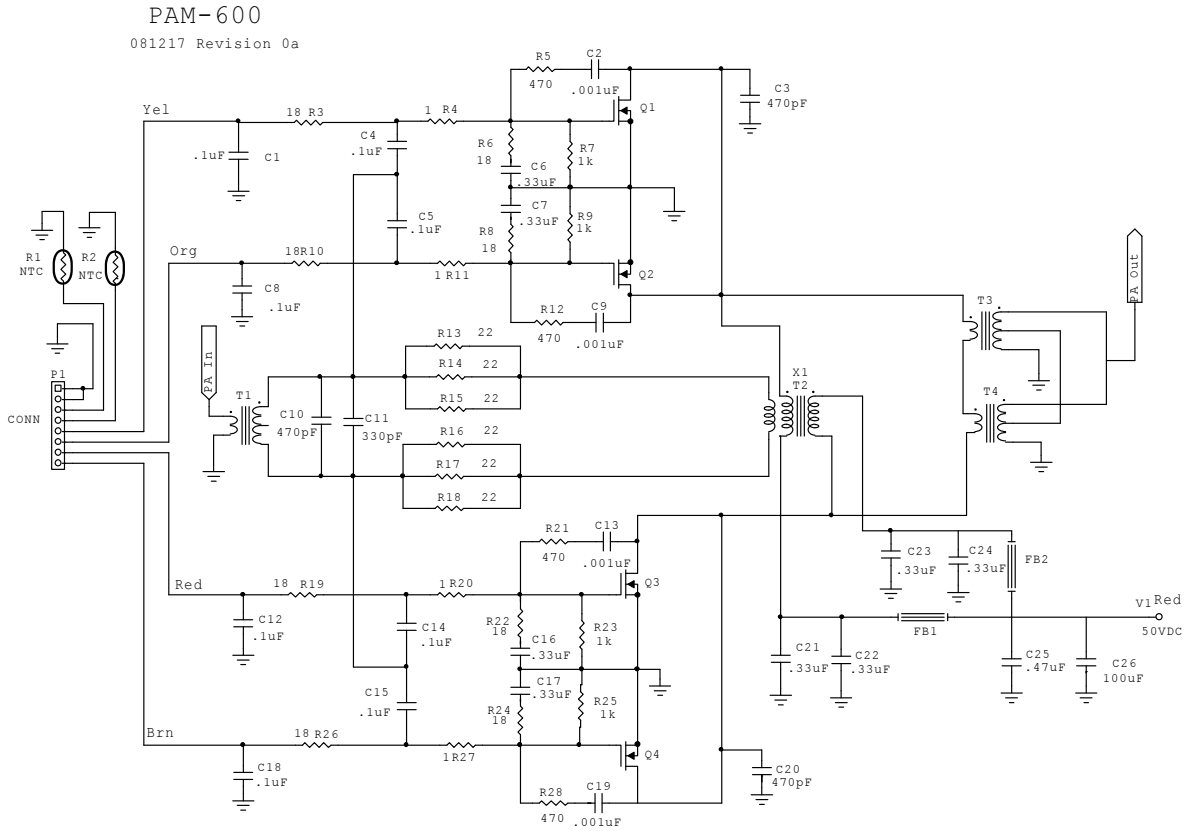 PAM-600
081217 Revision 0a
R5
470
C2
.001uF
C3
470pF
Q1
Yel
18 R3
1 R4
.1uF C1
C4
.1uF
R6
18
C6
.33uF
R7
1k
C5
.1uF
C7
.33uF
R8
18
R9
1k
R1
NTC
R2
NTC
Org
18R10
1R11
Q2
C8
.1uF
R12
470
C9
.001uF
PA Out
T3
T4
P1
CONN
PA In
T1
C10
470pF
C11
330pF
R13 22
R14 22
R15 22
R16 22
R17 22
R18 22
X1
T2
R21
470
C13
.001uF
Q3
Red
18 R19
1R20
C12
.1uF
C14
.1uF
R22
18
C16
.33uF
R23
1k
C15
.1uF
C17
.33uF
R24
18
R25
1k
Brn
18 R26
1R27
Q4
C18
.1uF
R28
470
C19
.001uF
C20
470pF
C23
.33uF
C24
.33uF
FB2
FB1
C21
.33uF
C22
.33uF
C25
.47uF
C26
100uF
V1 Red
50VDC